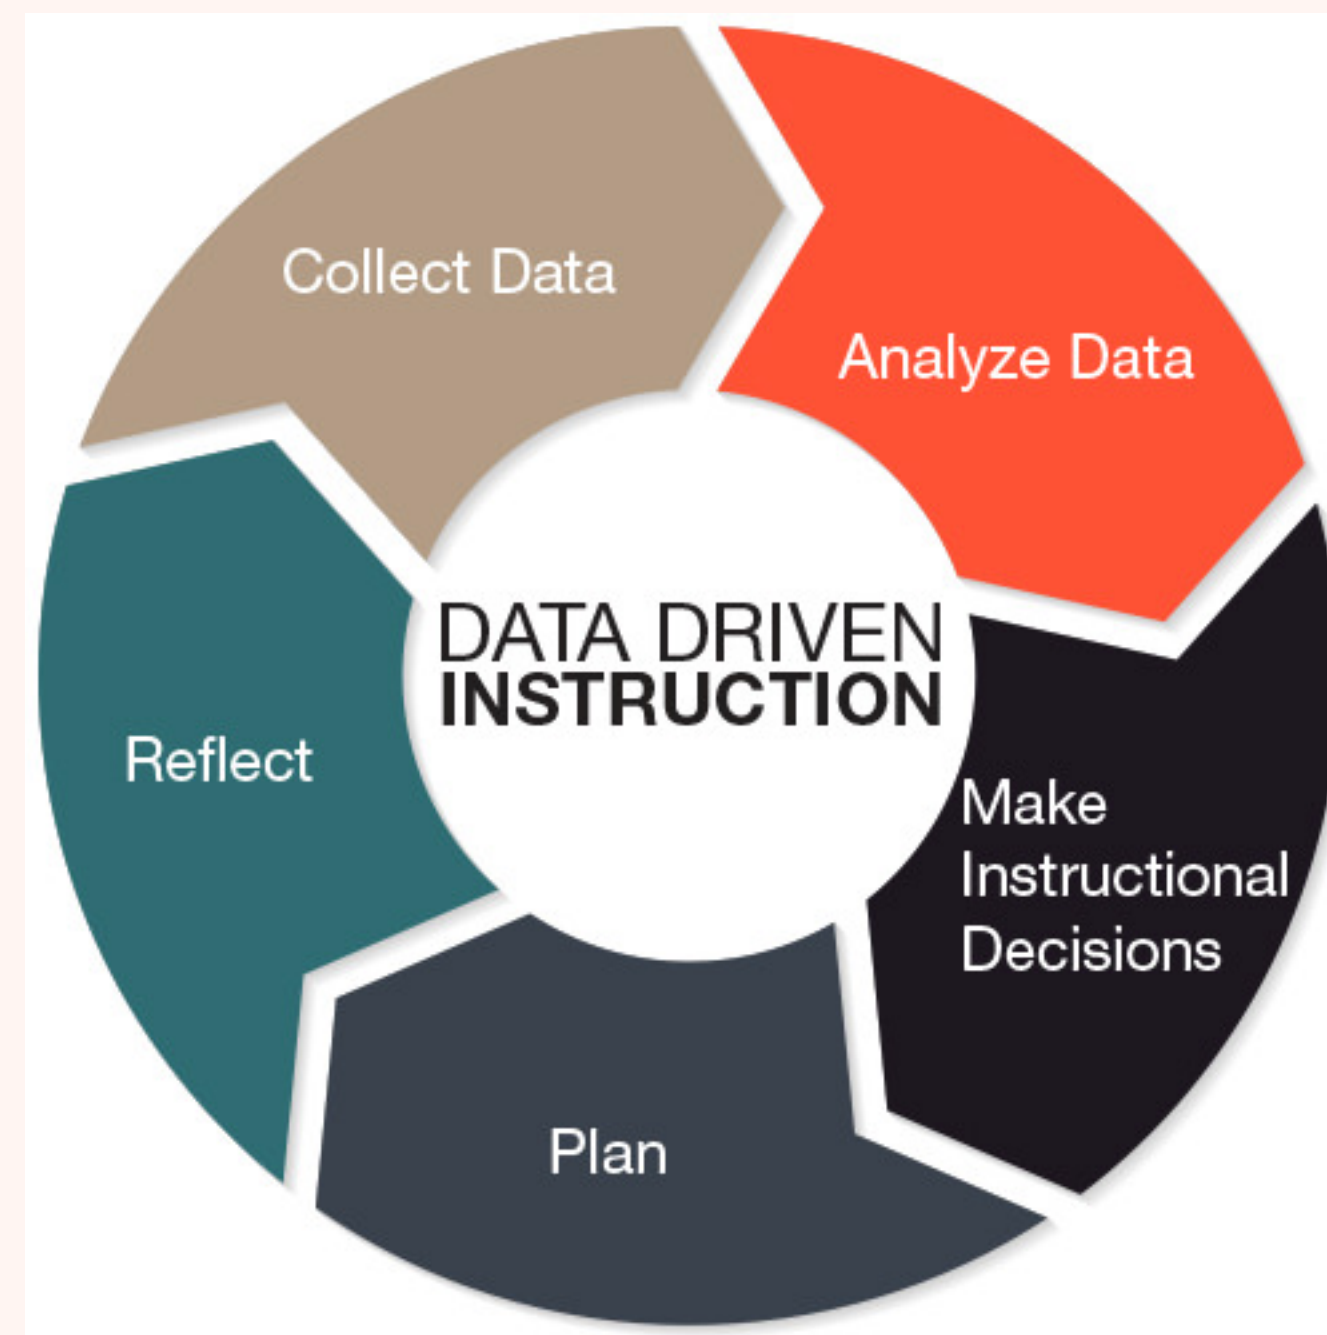 Collect Data
Analyze Data
DATA DRIVEN
INSTRUCTION
Make
Instructional
Decisions
Plan
Reflect